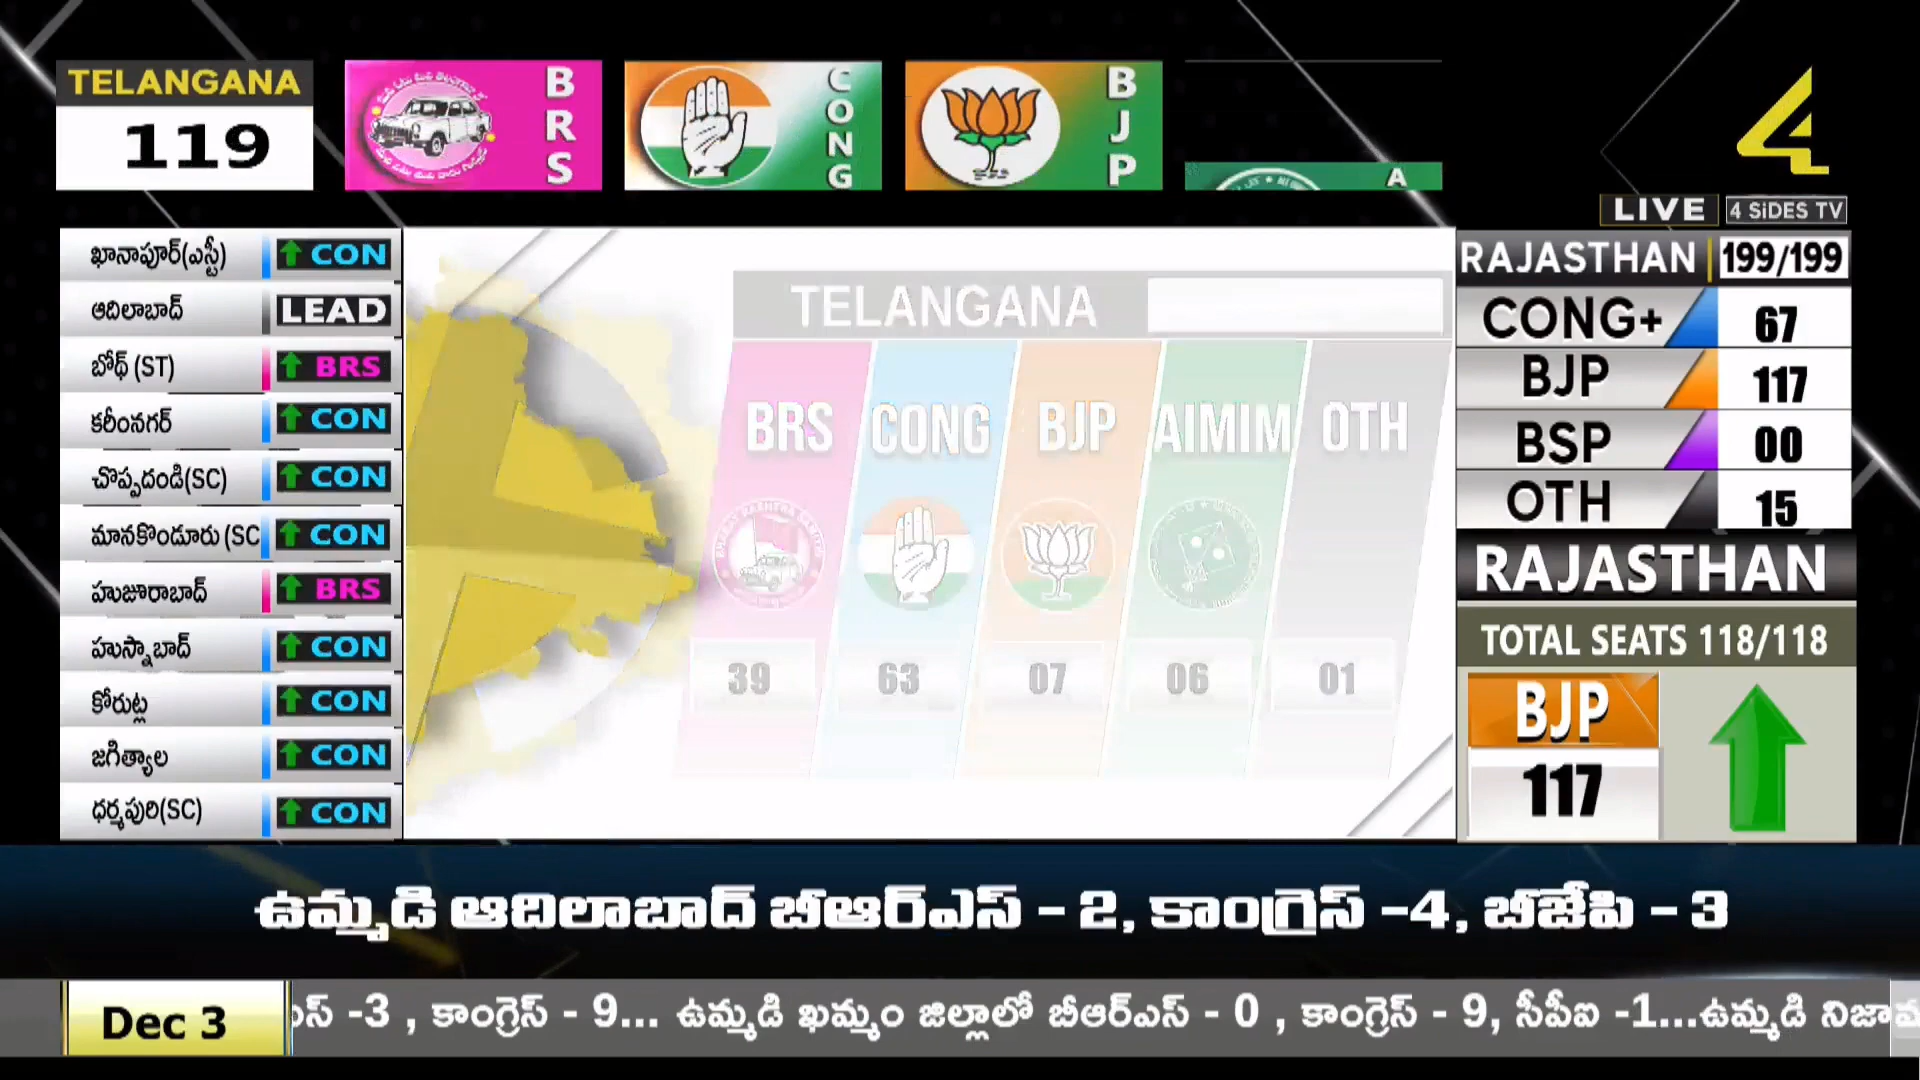 TELANGANA
119
BRS
CONG
BJP
A
4
LIVE
4 SiDES TV
ఖానాపూర్(ఎస్టీ) CON
ఆదిలాబాద్ LEAD
బోథ్ (ST) BRS
కరీంనగర్ CON
చొప్పదండి(SC) CON
మానకొండూరు (SC CON
హుజూరాబాద్ BRS
హుస్నాబాద్ CON
కోరుట్ల CON
జగిత్యాల CON
ధర్మపురి(SC) CON
TELANGANA
BRS CONG BJP AIMIM OTH
39 63 07 06 01
RAJASTHAN 199/199
CONG+ 67
BJP 117
BSP 00
OTH 15
RAJASTHAN
TOTAL SEATS 118/118
BJP
117
ఉమ్మడి ఆదిలాబాద్ బీఆర్ఎస్ - 2, కాంగ్రెస్ -4, బీజేపి - 3
Dec 3
ఎస్ -3 , కాంగ్రెస్ - 9... ఉమ్మడి ఖమ్మం జిల్లాలో బీఆర్ఎస్ - 0 , కాంగ్రెస్ - 9, సీపీఐ -1...ఉమ్మడి నిజామ